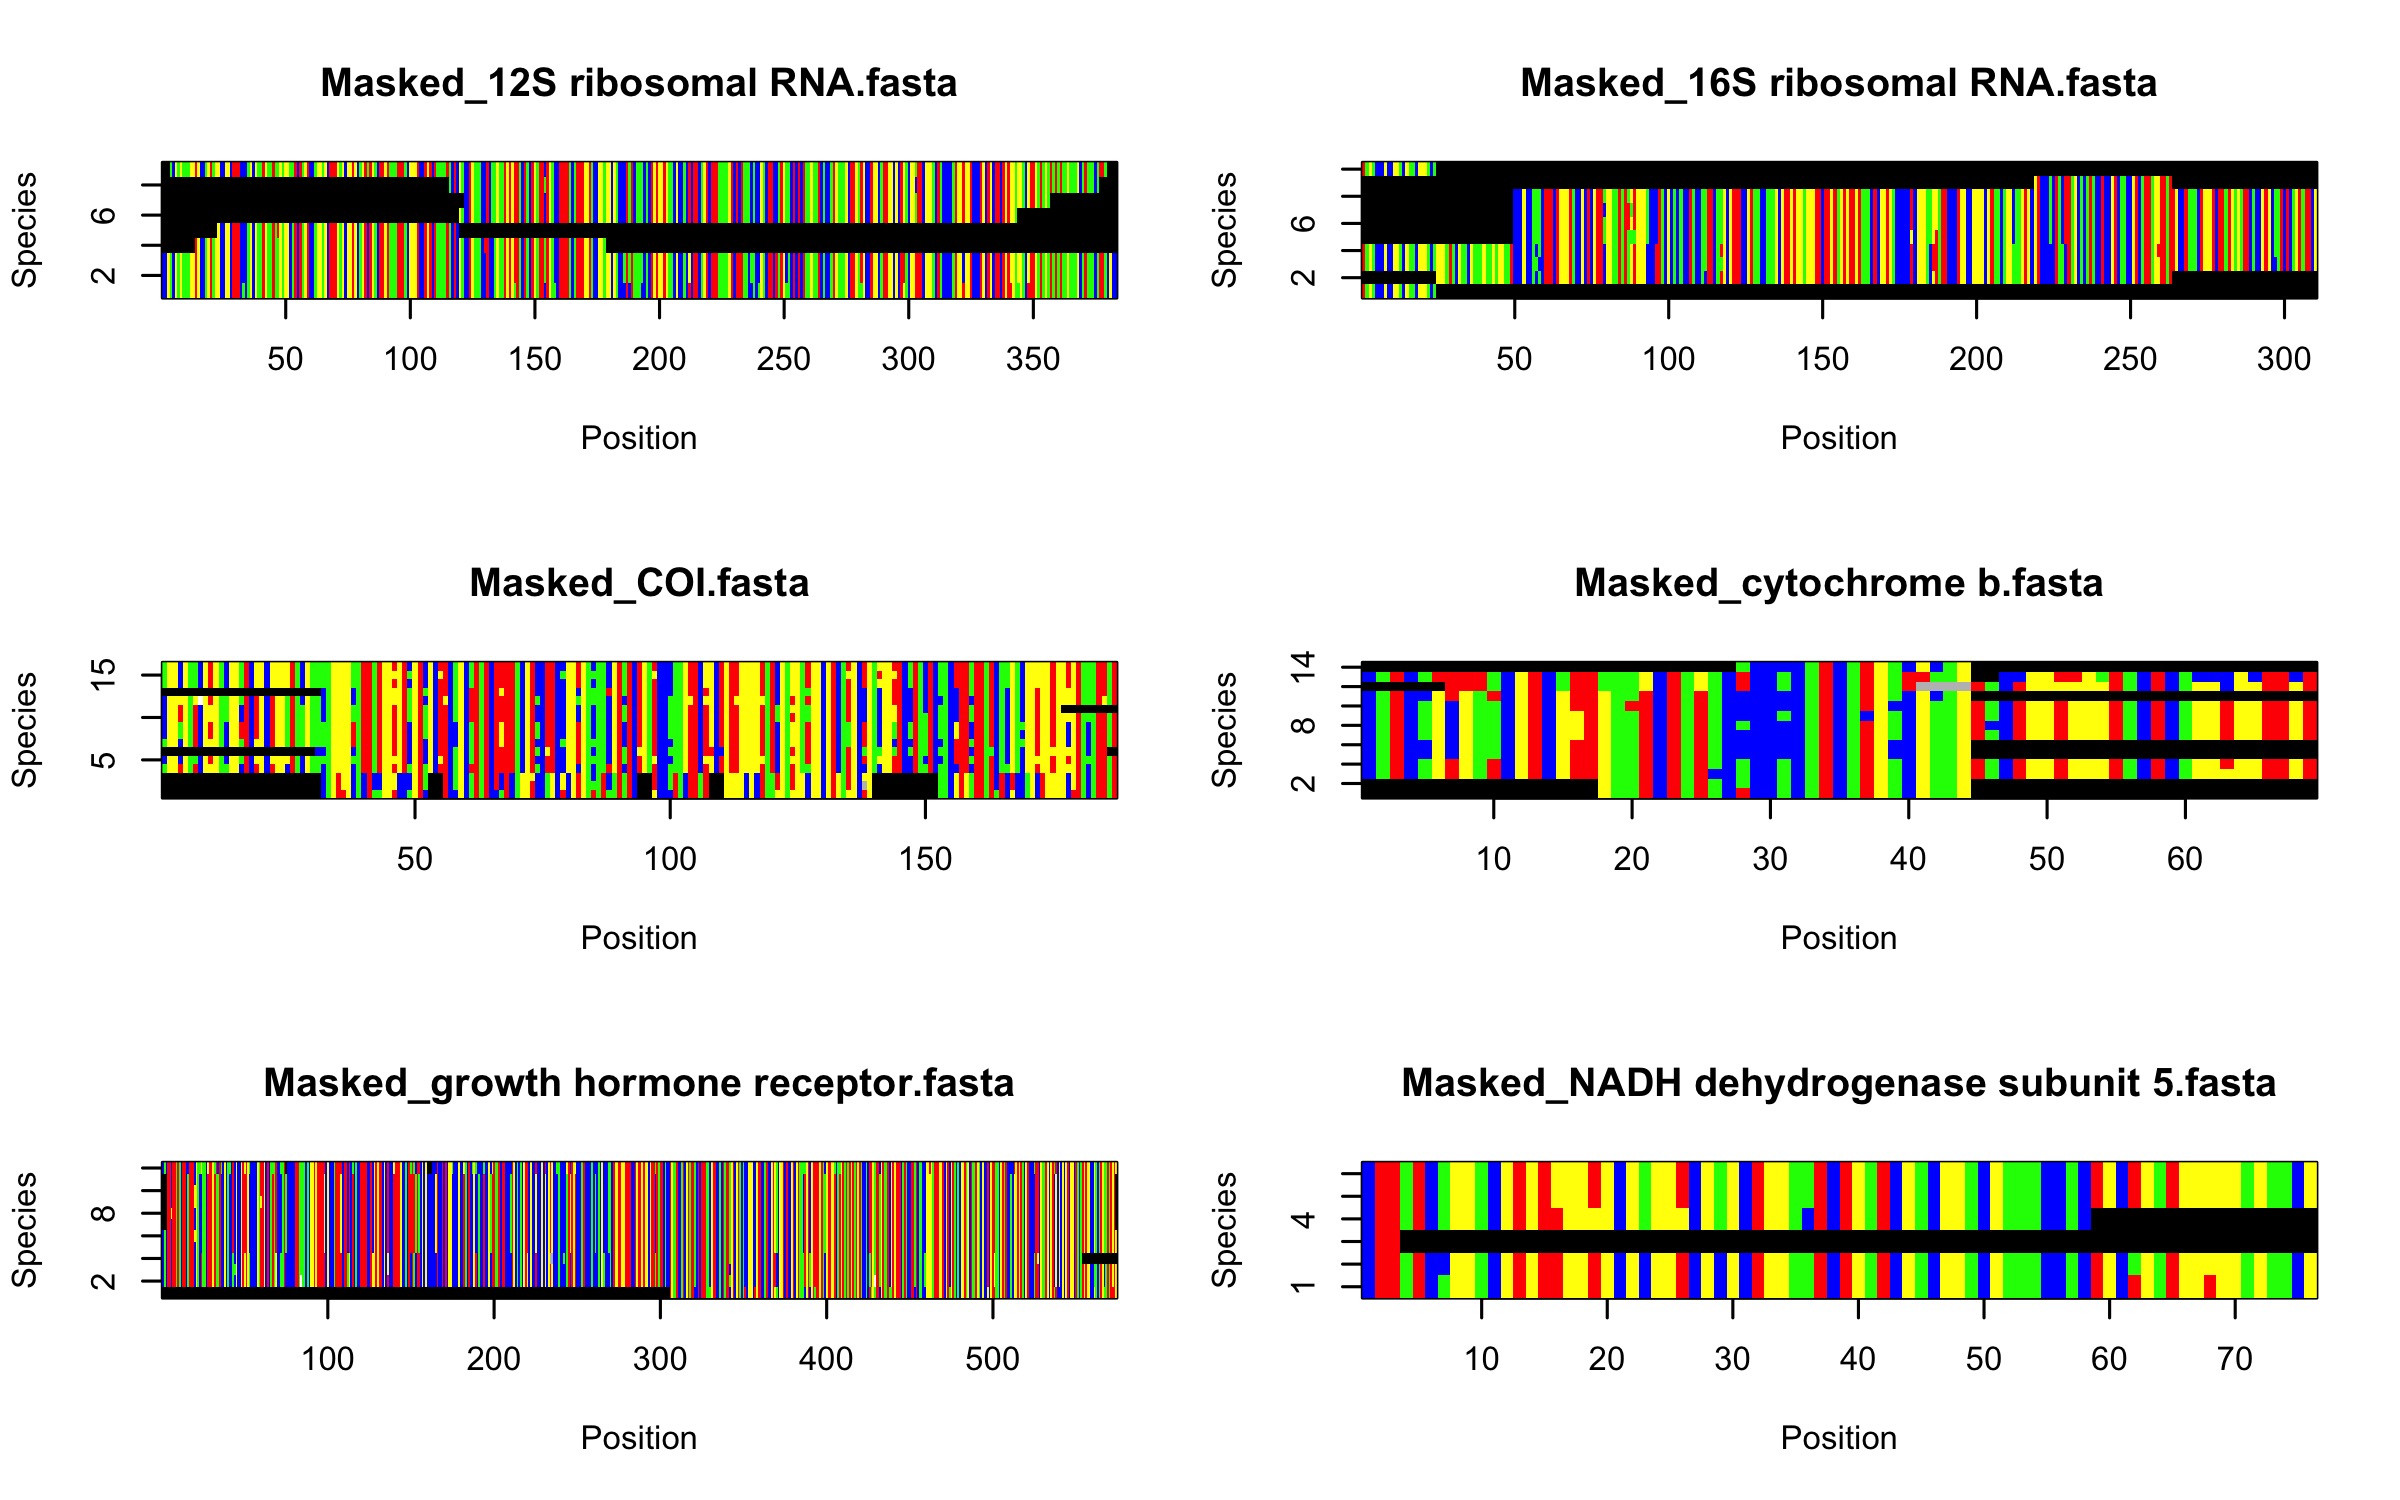 Masked_12S ribosomal RNA.fasta
Species
6
2
50 100 150 200 250 300 350
Position
Masked_16S ribosomal RNA.fasta
Species
6
2
50 100 150 200 250 300
Position
Masked_COI.fasta
Species
15
5
50 100 150
Position
Masked_cytochrome b.fasta
Species
14
8
2
10 20 30 40 50 60
Position
Masked_growth hormone receptor.fasta
Species
8
2
100 200 300 400 500
Position
Masked_NADH dehydrogenase subunit 5.fasta
Species
4
1
10 20 30 40 50 60 70
Position